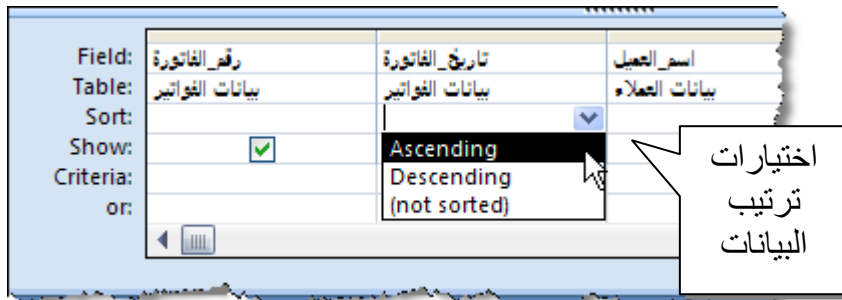 Field: رقم_الفاتورة تاريخ_الفاتورة اسم_العميل
Table: بيانات الفواتير بيانات الفواتير بيانات العملاء
Sort:
Show: Ascending
Criteria: Descending
or: (not sorted)
اختيارات
ترتيب
البيانات